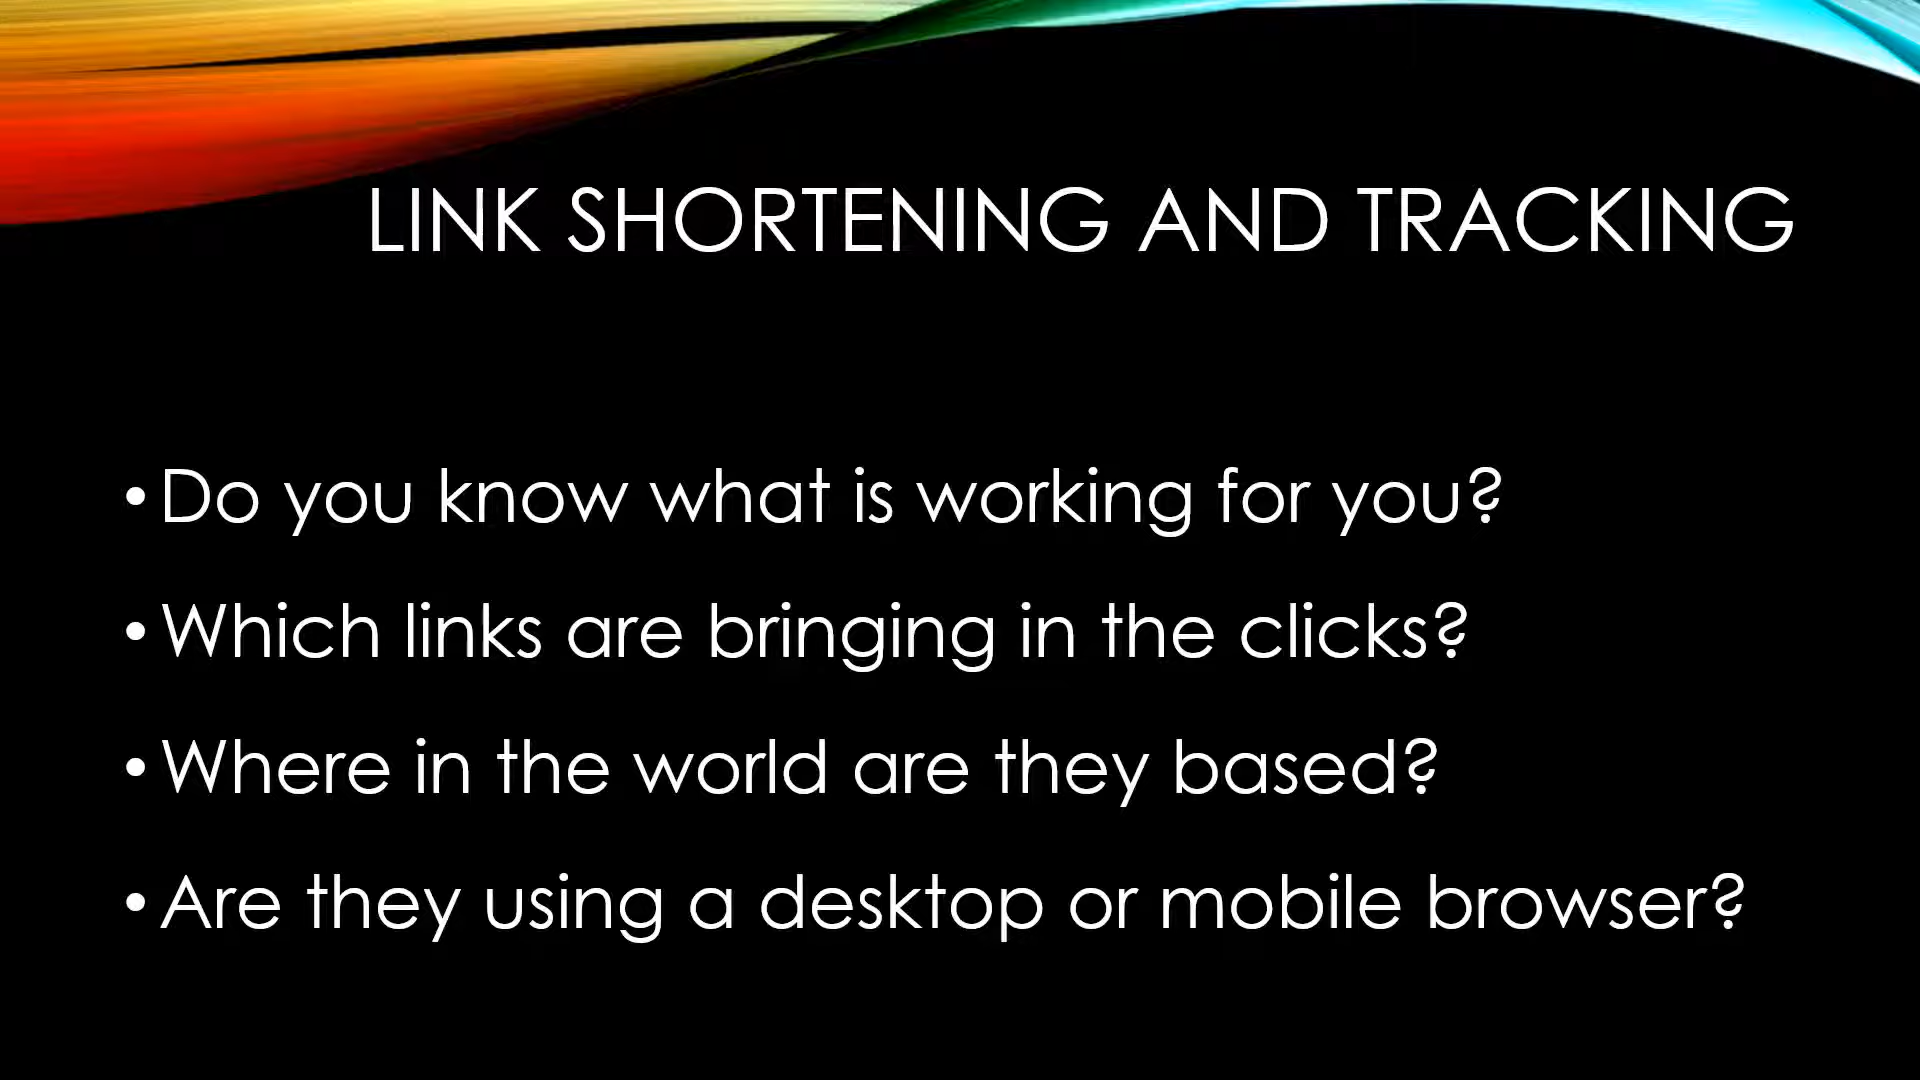 LINK SHORTENING AND TRACKING
• Do you know what is working for you?
• Which links are bringing in the clicks?
• Where in the world are they based?
• Are they using a desktop or mobile browser?